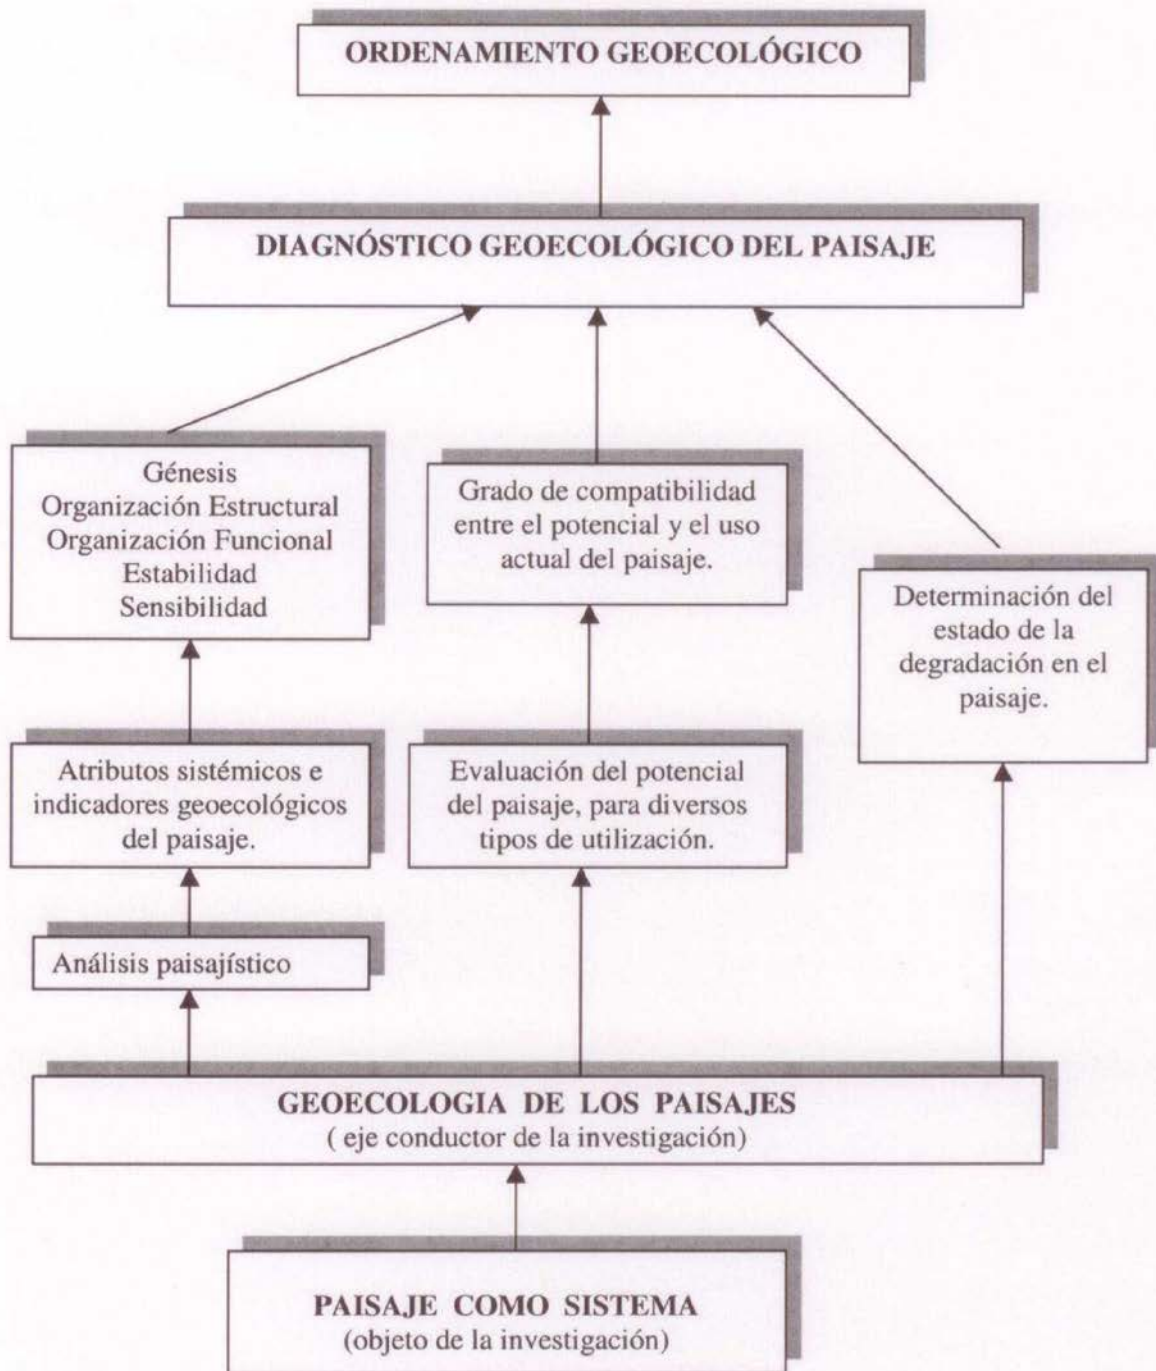 ORDENAMIENTO GEOECOLÓGICO
DIAGNÓSTICO GEOECOLÓGICO DEL PAISAJE
Génesis
Organización Estructural
Organización Funcional
Estabilidad
Sensibilidad
Grado de compatibilidad
entre el potencial y el uso
actual del paisaje.
Determinación del
estado de la
degradación en el
paisaje.
Atributos sistémicos e
indicadores geoecológicos
del paisaje.
Evaluación del potencial
del paisaje, para diversos
tipos de utilización.
Análisis paisajístico
GEOECOLOGIA DE LOS PAISAJES
( eje conductor de la investigación)
PAISAJE COMO SISTEMA
(objeto de la investigación)